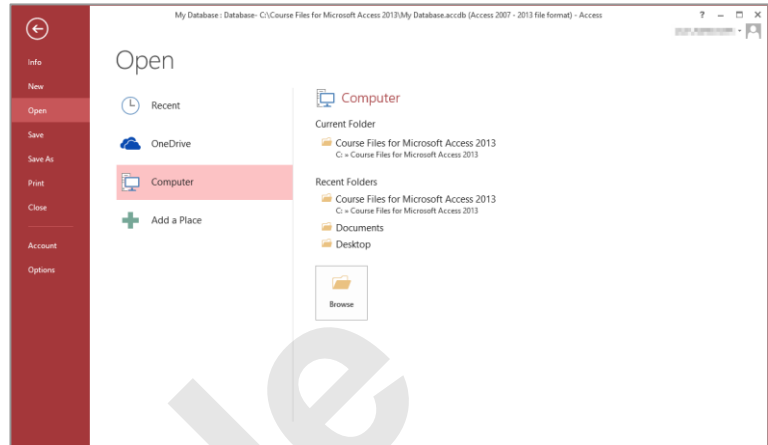 My Database : Database- C:\Course Files for Microsoft Access 2013\My Database.accdb (Access 2007 - 2013 file format) - Access
?
Info
New
Open
Save
Save As
Print
Close
Account
Options
Open
Recent
OneDrive
Computer
Add a Place
Computer
Current Folder
Course Files for Microsoft Access 2013
C: » Course Files for Microsoft Access 2013
Recent Folders
Course Files for Microsoft Access 2013
C: » Course Files for Microsoft Access 2013
Documents
Desktop
Browse